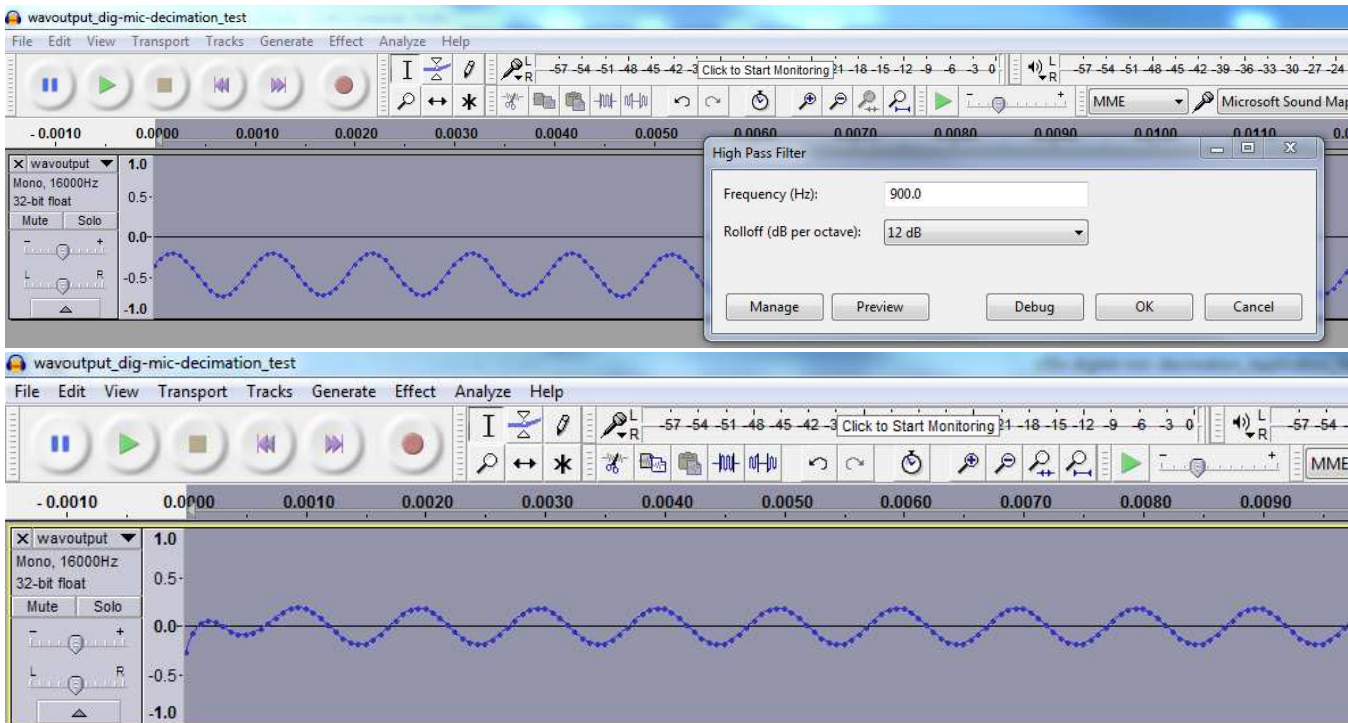 wavoutput_dig-mic-decimation_test
File Edit View Transport Tracks Generate Effect Analyze Help
L R -57 -54 -51 -48 -45 -42 -3 Click to Start Monitoring 21 -18 -15 -12 -9 -6 -3 0 L R -57 -54 -51 -48 -45 -42 -39 -36 -33 -30 -27 -24
MME Microsoft Sound Map
- 0.0010 0.0000 0.0010 0.0020 0.0030 0.0040 0.0050 0.0060 0.0070 0.0080 0.0090 0.0100 0.0110 0.0
X wavoutput 1.0
Mono, 16000Hz
32-bit float 0.5
Mute Solo
- + 0.0
L R -0.5
-1.0
High Pass Filter
Frequency (Hz): 900.0
Rolloff (dB per octave): 12 dB
Manage Preview Debug OK Cancel
wavoutput_dig-mic-decimation_test
File Edit View Transport Tracks Generate Effect Analyze Help
L R -57 -54 -51 -48 -45 -42 -3 Click to Start Monitoring 21 -18 -15 -12 -9 -6 -3 0 L R -57 -54 -
MME
- 0.0010 0.0000 0.0010 0.0020 0.0030 0.0040 0.0050 0.0060 0.0070 0.0080 0.0090
X wavoutput 1.0
Mono, 16000Hz
32-bit float 0.5
Mute Solo
- + 0.0
L R -0.5
-1.0